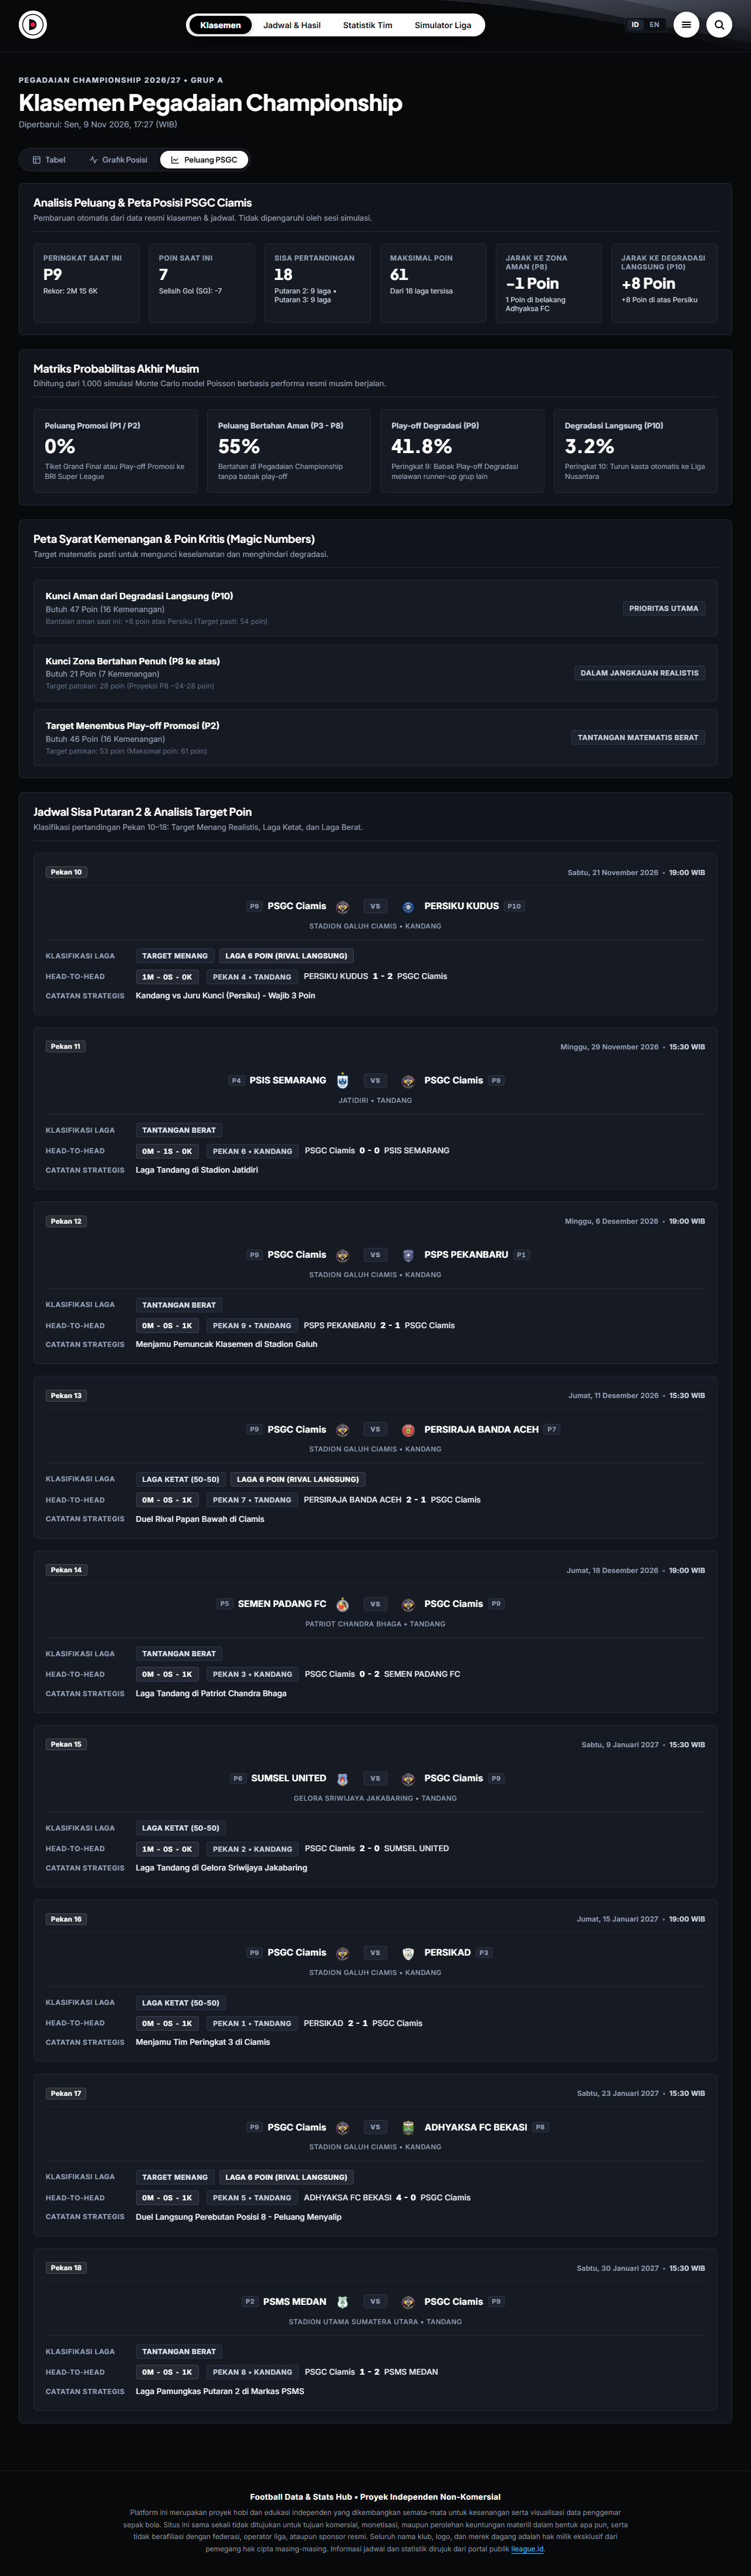 Klasemen
Jadwal & Hasil
Statistik Tim
Simulator Liga
ID
EN
PEGADAIAN CHAMPIONSHIP 2026/27 • GRUP A
Klasemen Pegadaian Championship
Diperbarui: Sen, 9 Nov 2026, 17:27 (WIB)
Tabel
Grafik Posisi
Peluang PSGC
Analisis Peluang & Peta Posisi PSGC Ciamis
Pembaruan otomatis dari data resmi klasemen & jadwal. Tidak dipengaruhi oleh sesi simulasi.
PERINGKAT SAAT INI
P9
Rekor: 2M 1S 6K
POIN SAAT INI
7
Selisih Gol (SG): -7
SISA PERTANDINGAN
18
Putaran 2: 9 laga •
Putaran 3: 9 laga
MAKSIMAL POIN
61
Dari 18 laga tersisa
JARAK KE ZONA
AMAN (P8)
-1 Poin
1 Poin di belakang
Adhyaksa FC
JARAK KE DEGRADASI
LANGSUNG (P10)
+8 Poin
+8 Poin di atas Persiku
Matriks Probabilitas Akhir Musim
Dihitung dari 1.000 simulasi Monte Carlo model Poisson berbasis performa resmi musim berjalan.
Peluang Promosi (P1 / P2)
0%
Tiket Grand Final atau Play-off Promosi ke
BRI Super League
Peluang Bertahan Aman (P3 - P8)
55%
Bertahan di Pegadaian Championship
tanpa babak play-off
Play-off Degradasi (P9)
41.8%
Peringkat 9: Babak Play-off Degradasi
melawan runner-up grup lain
Degradasi Langsung (P10)
3.2%
Peringkat 10: Turun kasta otomatis ke Liga
Nusantara
Peta Syarat Kemenangan & Poin Kritis (Magic Numbers)
Target matematis pasti untuk mengunci keselamatan dan menghindari degradasi.
Kunci Aman dari Degradasi Langsung (P10)
Butuh 47 Poin (16 Kemenangan)
Bantalan aman saat ini: +8 poin atas Persiku (Target pasti: 54 poin)
PRIORITAS UTAMA
Kunci Zona Bertahan Penuh (P8 ke atas)
Butuh 21 Poin (7 Kemenangan)
Target patokan: 28 poin (Proyeksi P8 ~24-28 poin)
DALAM JANGKAUAN REALISTIS
Target Menembus Play-off Promosi (P2)
Butuh 46 Poin (16 Kemenangan)
Target patokan: 53 poin (Maksimal poin: 61 poin)
TANTANGAN MATEMATIS BERAT
Jadwal Sisa Putaran 2 & Analisis Target Poin
Klasifikasi pertandingan Pekan 10–18: Target Menang Realistis, Laga Ketat, dan Laga Berat.
Pekan 10
Sabtu, 21 November 2026 • 19:00 WIB
P9 PSGC Ciamis VS PERSIKU KUDUS P10
STADION GALUH CIAMIS • KANDANG
KLASIFIKASI LAGA TARGET MENANG LAGA 6 POIN (RIVAL LANGSUNG)
HEAD-TO-HEAD 1M - 0S - 0K PEKAN 4 • TANDANG PERSIKU KUDUS 1 - 2 PSGC Ciamis
CATATAN STRATEGIS Kandang vs Juru Kunci (Persiku) - Wajib 3 Poin
Pekan 11
Minggu, 29 November 2026 • 15:30 WIB
P4 PSIS SEMARANG VS PSGC Ciamis P9
JATIDIRI • TANDANG
KLASIFIKASI LAGA TANTANGAN BERAT
HEAD-TO-HEAD 0M - 1S - 0K PEKAN 6 • KANDANG PSGC Ciamis 0 - 0 PSIS SEMARANG
CATATAN STRATEGIS Laga Tandang di Stadion Jatidiri
Pekan 12
Minggu, 6 Desember 2026 • 19:00 WIB
P9 PSGC Ciamis VS PSPS PEKANBARU P1
STADION GALUH CIAMIS • KANDANG
KLASIFIKASI LAGA TANTANGAN BERAT
HEAD-TO-HEAD 0M - 0S - 1K PEKAN 9 • TANDANG PSPS PEKANBARU 2 - 1 PSGC Ciamis
CATATAN STRATEGIS Menjamu Pemuncak Klasemen di Stadion Galuh
Pekan 13
Jumat, 11 Desember 2026 • 15:30 WIB
P9 PSGC Ciamis VS PERSIRAJA BANDA ACEH P7
STADION GALUH CIAMIS • KANDANG
KLASIFIKASI LAGA LAGA KETAT (50-50) LAGA 6 POIN (RIVAL LANGSUNG)
HEAD-TO-HEAD 0M - 0S - 1K PEKAN 7 • TANDANG PERSIRAJA BANDA ACEH 2 - 1 PSGC Ciamis
CATATAN STRATEGIS Duel Rival Papan Bawah di Ciamis
Pekan 14
Jumat, 18 Desember 2026 • 19:00 WIB
P5 SEMEN PADANG FC VS PSGC Ciamis P9
PATRIOT CHANDRA BHAGA • TANDANG
KLASIFIKASI LAGA TANTANGAN BERAT
HEAD-TO-HEAD 0M - 0S - 1K PEKAN 3 • KANDANG PSGC Ciamis 0 - 2 SEMEN PADANG FC
CATATAN STRATEGIS Laga Tandang di Patriot Chandra Bhaga
Pekan 15
Sabtu, 9 Januari 2027 • 15:30 WIB
P6 SUMSEL UNITED VS PSGC Ciamis P9
GELORA SRIWIJAYA JAKABARING • TANDANG
KLASIFIKASI LAGA LAGA KETAT (50-50)
HEAD-TO-HEAD 1M - 0S - 0K PEKAN 2 • KANDANG PSGC Ciamis 2 - 0 SUMSEL UNITED
CATATAN STRATEGIS Laga Tandang di Gelora Sriwijaya Jakabaring
Pekan 16
Jumat, 15 Januari 2027 • 19:00 WIB
P9 PSGC Ciamis VS PERSIKAD P3
STADION GALUH CIAMIS • KANDANG
KLASIFIKASI LAGA LAGA KETAT (50-50)
HEAD-TO-HEAD 0M - 0S - 1K PEKAN 1 • TANDANG PERSIKAD 2 - 1 PSGC Ciamis
CATATAN STRATEGIS Menjamu Tim Peringkat 3 di Ciamis
Pekan 17
Sabtu, 23 Januari 2027 • 15:30 WIB
P9 PSGC Ciamis VS ADHYAKSA FC BEKASI P8
STADION GALUH CIAMIS • KANDANG
KLASIFIKASI LAGA TARGET MENANG LAGA 6 POIN (RIVAL LANGSUNG)
HEAD-TO-HEAD 0M - 0S - 1K PEKAN 5 • TANDANG ADHYAKSA FC BEKASI 4 - 0 PSGC Ciamis
CATATAN STRATEGIS Duel Langsung Perebutan Posisi 8 - Peluang Menyalip
Pekan 18
Sabtu, 30 Januari 2027 • 15:30 WIB
P2 PSMS MEDAN VS PSGC Ciamis P9
STADION UTAMA SUMATERA UTARA • TANDANG
KLASIFIKASI LAGA TANTANGAN BERAT
HEAD-TO-HEAD 0M - 0S - 1K PEKAN 8 • KANDANG PSGC Ciamis 1 - 2 PSMS MEDAN
CATATAN STRATEGIS Laga Pamungkas Putaran 2 di Markas PSMS
Football Data & Stats Hub • Proyek Independen Non-Komersial
Platform ini merupakan proyek hobi dan edukasi independen yang dikembangkan semata-mata untuk kesenangan serta visualisasi data penggemar
sepak bola. Situs ini sama sekali tidak ditujukan untuk tujuan komersial, monetisasi, maupun perolehan keuntungan materiil dalam bentuk apa pun, serta
tidak berafiliasi dengan federasi, operator liga, ataupun sponsor resmi. Seluruh nama klub, logo, dan merek dagang adalah hak milik eksklusif dari
pemegang hak cipta masing-masing. Informasi jadwal dan statistik dirujuk dari portal publik ileague.id.